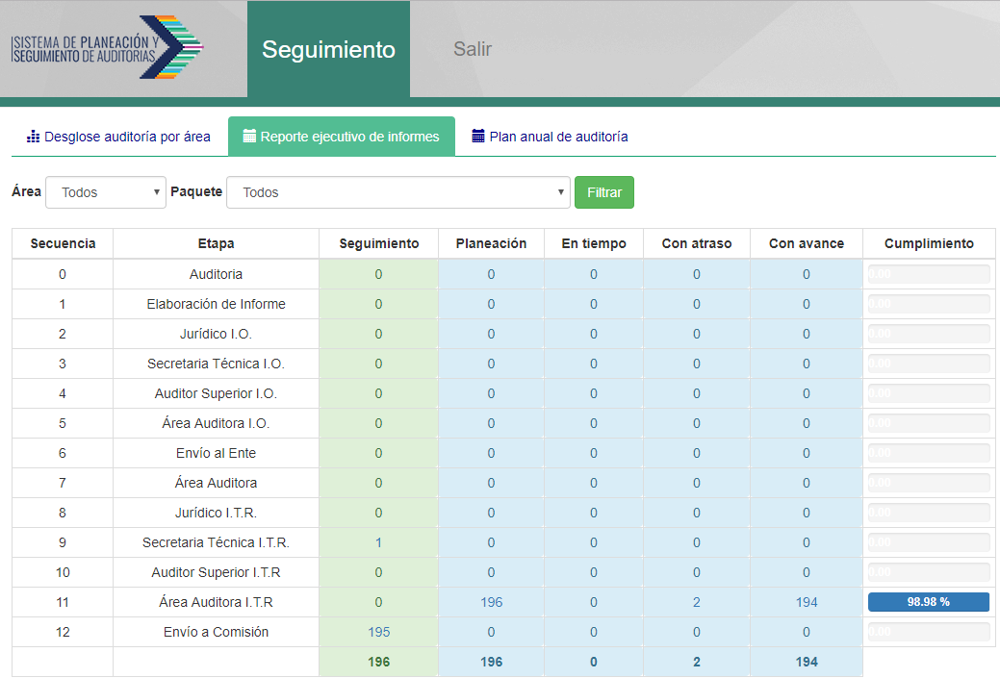 SISTEMA DE PLANEACIÓN Y
SEGUIMIENTO DE AUDITORIAS
Seguimiento
Salir
Desglose auditoría por área
Reporte ejecutivo de informes
Plan anual de auditoría
Área Todos Paquete Todos Filtrar
Secuencia Etapa Seguimiento Planeación En tiempo Con atraso Con avance Cumplimiento
0 Auditoria 0 0 0 0 0 0.00
1 Elaboración de Informe 0 0 0 0 0 0.00
2 Jurídico I.O. 0 0 0 0 0 0.00
3 Secretaria Técnica I.O. 0 0 0 0 0 0.00
4 Auditor Superior I.O. 0 0 0 0 0 0.00
5 Área Auditora I.O. 0 0 0 0 0 0.00
6 Envío al Ente 0 0 0 0 0 0.00
7 Área Auditora 0 0 0 0 0 0.00
8 Jurídico I.T.R. 0 0 0 0 0 0.00
9 Secretaria Técnica I.T.R. 1 0 0 0 0 0.00
10 Auditor Superior I.T.R 0 0 0 0 0 0.00
11 Área Auditora I.T.R 0 196 0 2 194 98.98 %
12 Envío a Comisión 195 0 0 0 0 0.00
196 196 0 2 194